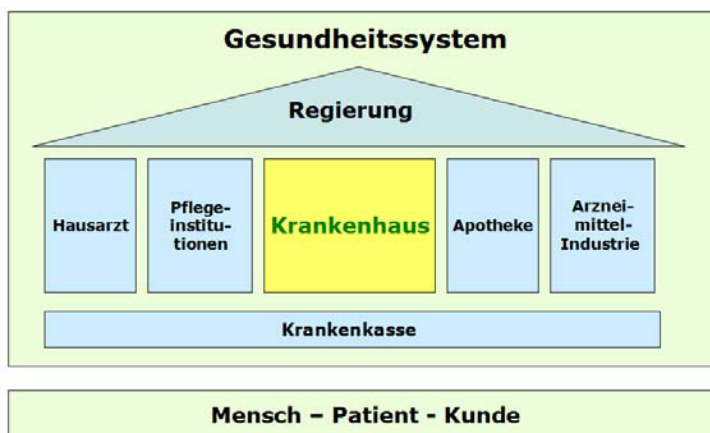 Gesundheitssystem
Regierung
Hausarzt
Pflege-
institu-
tionen
Krankenhaus
Apotheke
Arznei-
mittel-
Industrie
Krankenkasse
Mensch – Patient - Kunde